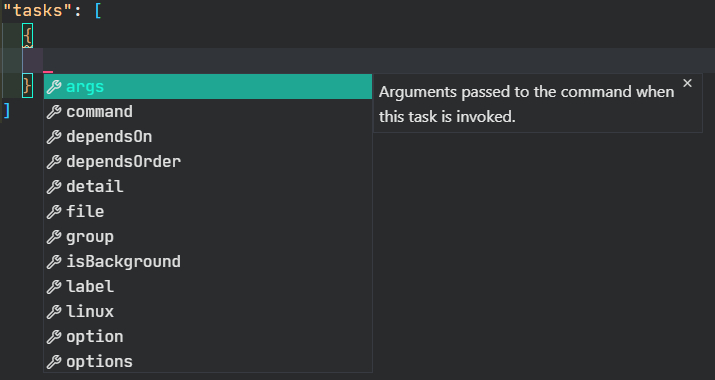 "tasks": [
{
}
]
args
command
dependsOn
dependsOrder
detail
file
group
isBackground
label
linux
option
options
Arguments passed to the command when
this task is invoked.
×